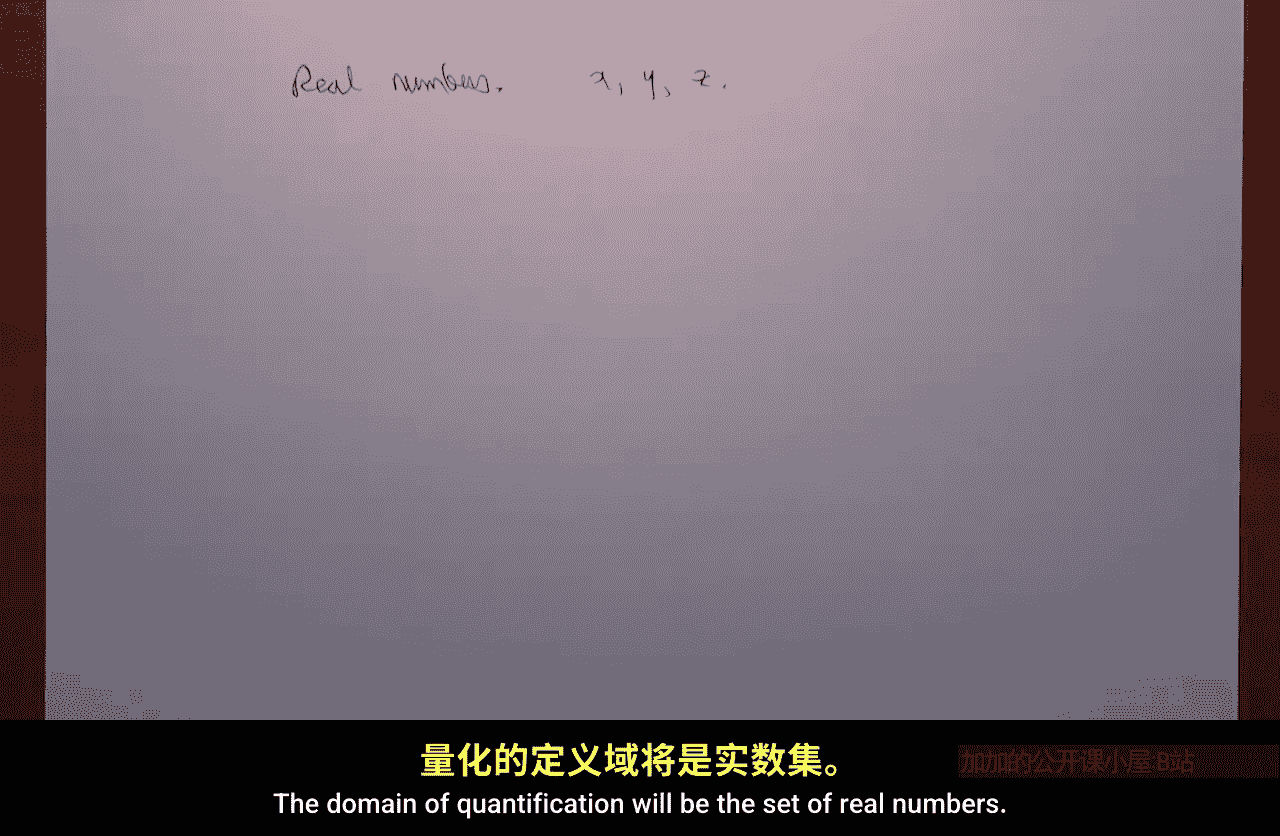 Real numbers. x, y, z.
量化的定义域将是实数集。
加加的公开课小屋 B站
The domain of quantification will be the set of real numbers.